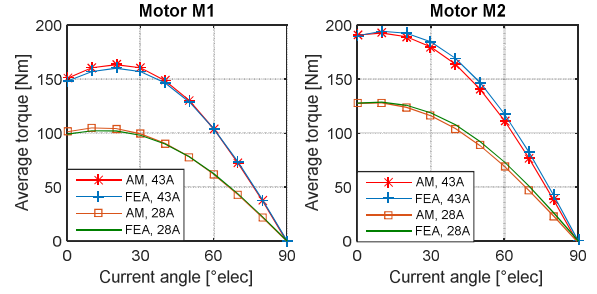 Motor M1
Average torque [Nm]
200
150
100
50
0
AM, 43A
FEA, 43A
AM, 28A
FEA, 28A
0
30
60
90
Current angle [°elec]
Motor M2
Average torque [Nm]
200
150
100
50
0
AM, 43A
FEA, 43A
AM, 28A
FEA, 28A
0
30
60
90
Current angle [°elec]